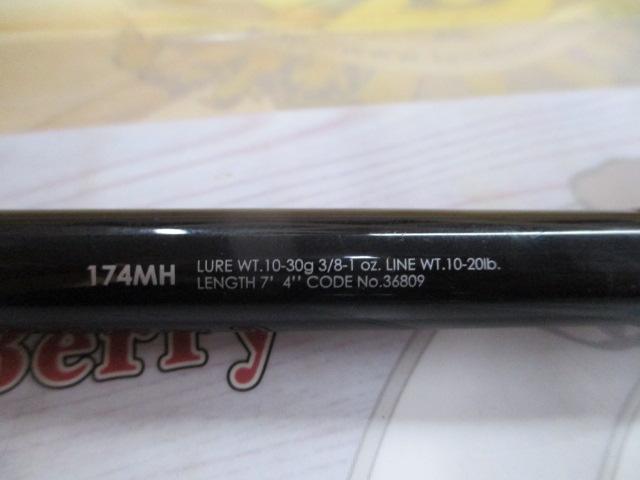 174MH
LURE WT.10-30g 3/8-1 oz. LINE WT.10-20lb.
LENGTH 7' 4'' CODE No.36809
Berry